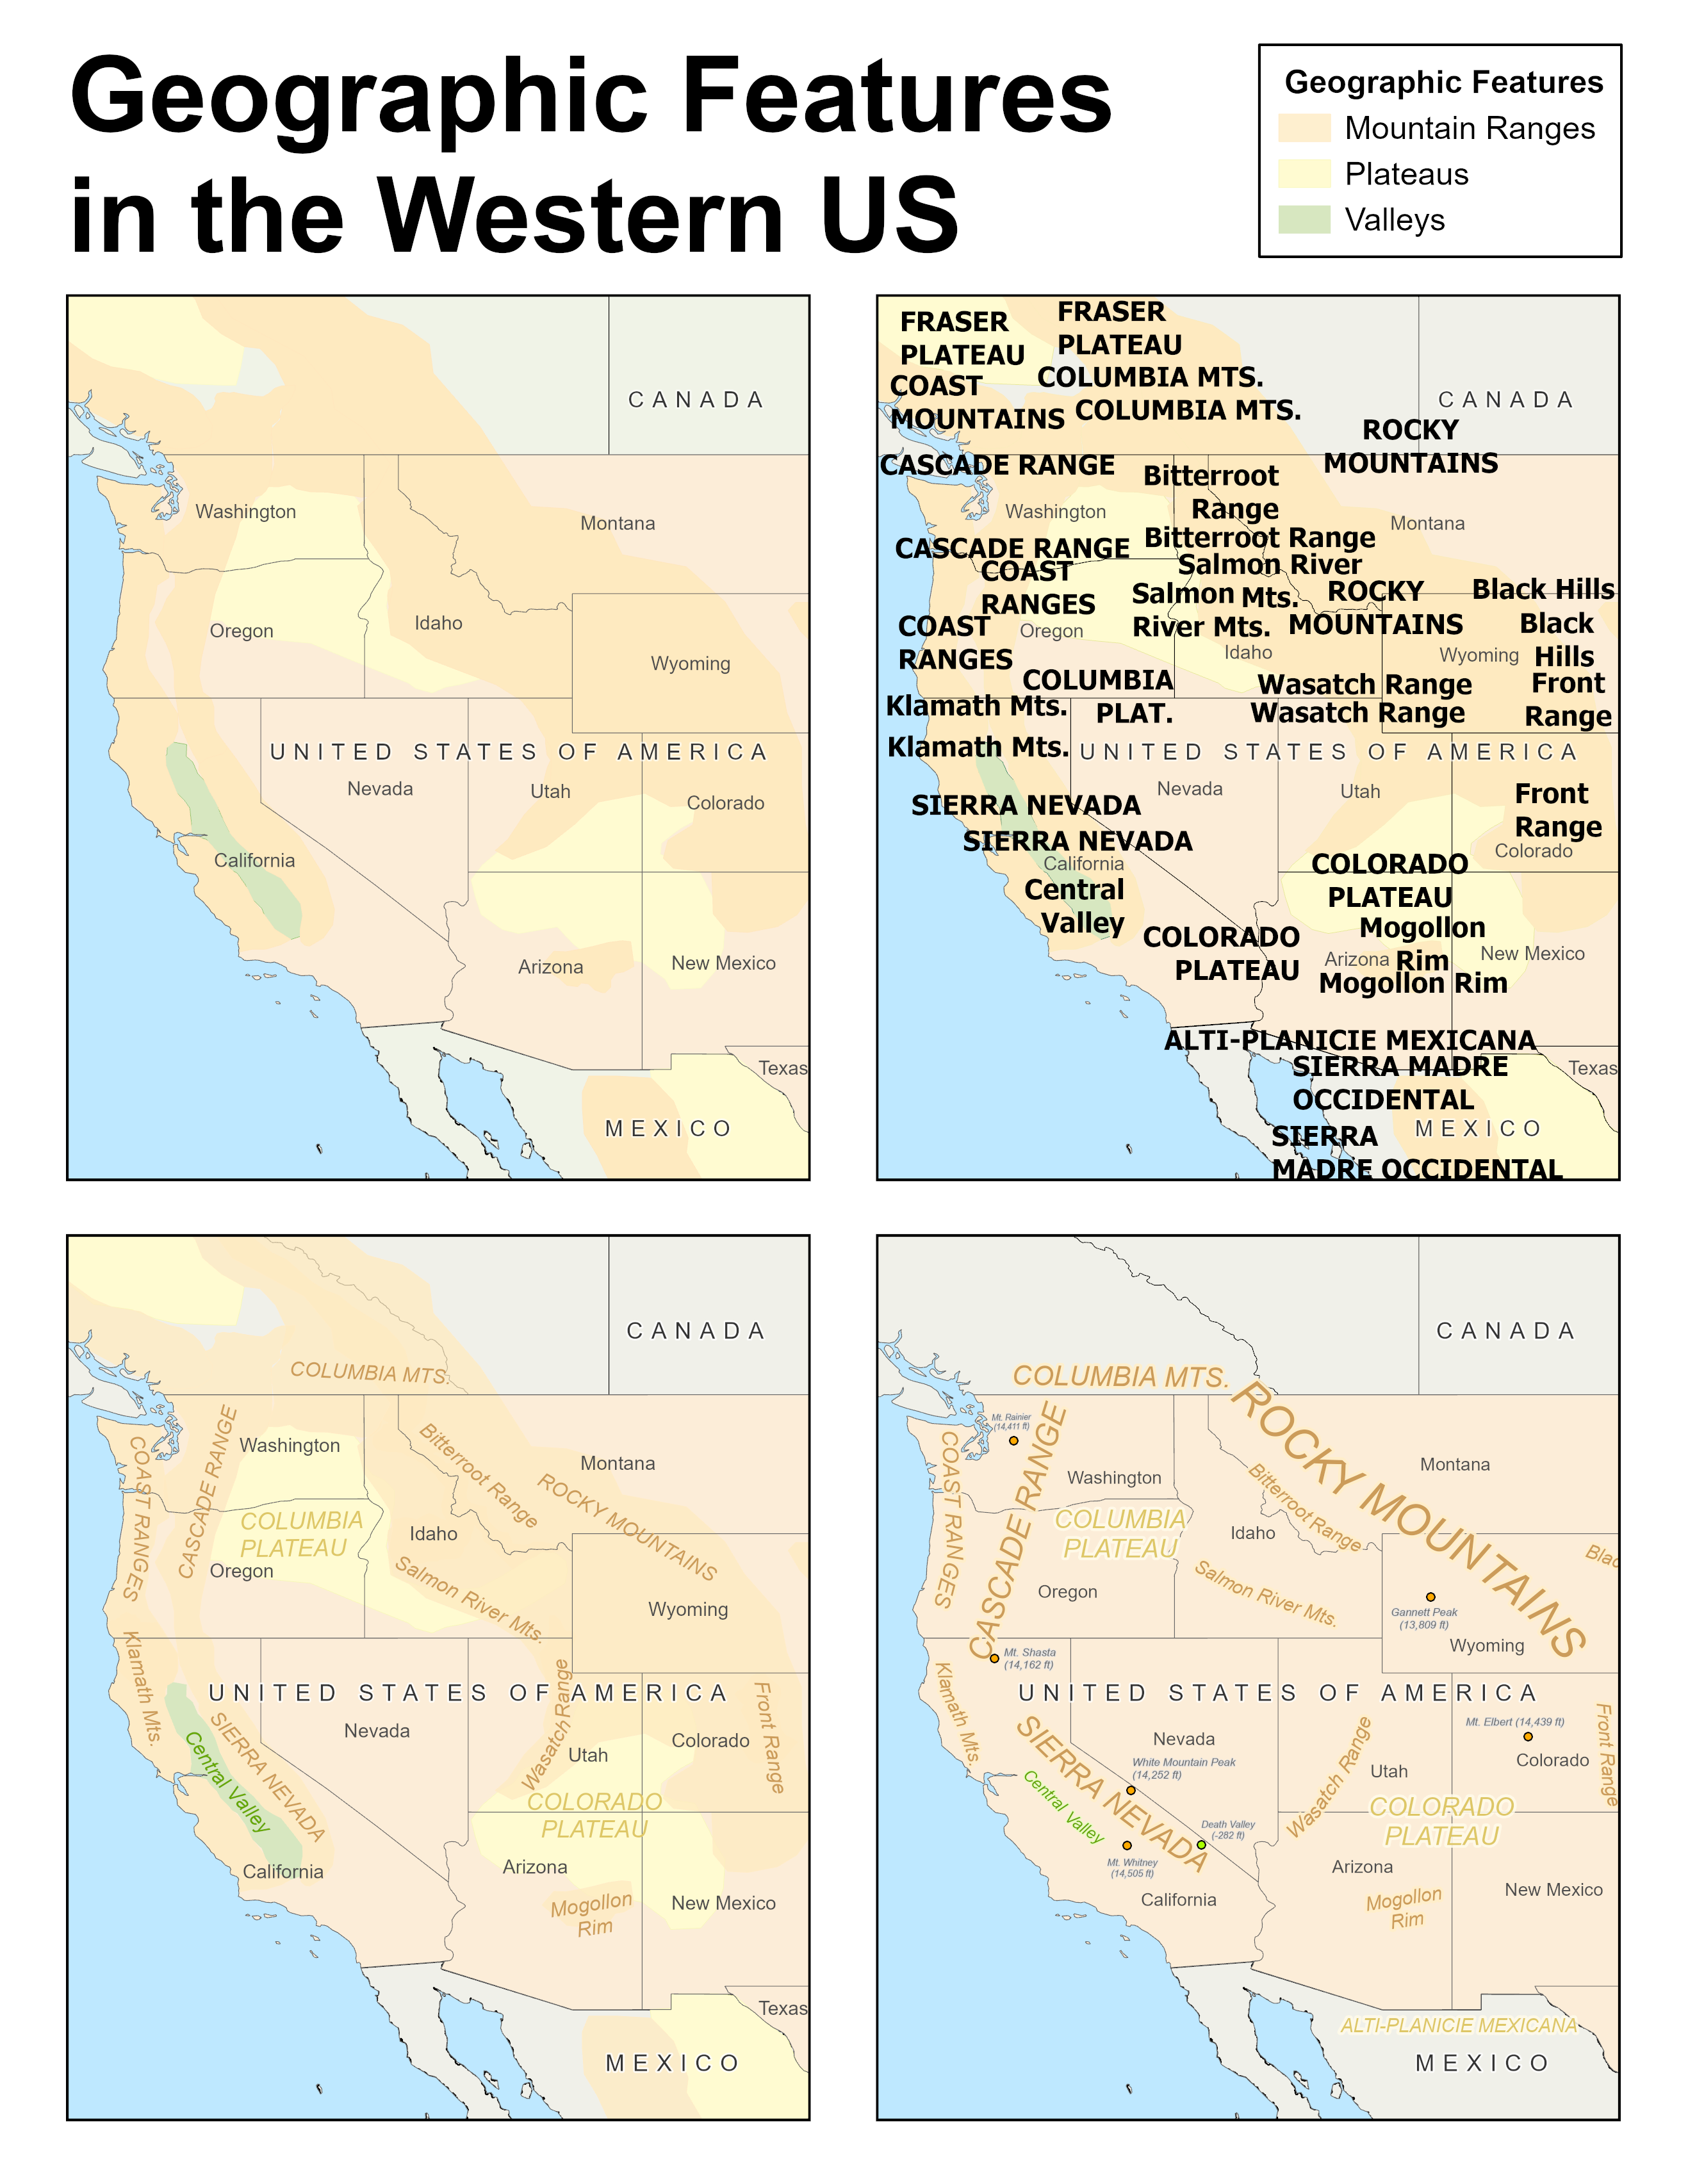 Geographic Features
in the Western US
Geographic Features
Mountain Ranges
Plateaus
Valleys
CANADA
Washington
Montana
Oregon
Idaho
Wyoming
UNITED STATES OF AMERICA
Nevada
Utah
Colorado
California
Arizona
New Mexico
Texas
MEXICO
FRASER
PLATEAU
FRASER
PLATEAU
COAST
MOUNTAINS
COLUMBIA MTS.
COLUMBIA MTS.
CANADA
ROCKY
MOUNTAINS
CASCADE RANGE
Bitterroot
Range
Washington
Montana
Bitterroot Range
CASCADE RANGE
Salmon River
Mts.
COAST
RANGES
Salmon
River Mts.
ROCKY
MOUNTAINS
Black Hills
Black
Hills
COAST
RANGES
Oregon
Idaho
Wyoming
COLUMBIA
PLAT.
Wasatch Range
Wasatch Range
Front
Range
Klamath Mts.
Klamath Mts.
UNITED STATES OF AMERICA
Nevada
Utah
Front
Range
SIERRA NEVADA
SIERRA NEVADA
California
Colorado
COLORADO
PLATEAU
Central
Valley
Mogollon
Rim
COLORADO
PLATEAU
Arizona
New Mexico
Mogollon Rim
ALTI-PLANICIE MEXICANA
SIERRA MADRE
OCCIDENTAL
Texas
MEXICO
SIERRA
MADRE OCCIDENTAL
CANADA
COLUMBIA MTS.
COAST RANGES
CASCADE RANGE
Washington
Bitterroot Range
Montana
ROCKY MOUNTAINS
COLUMBIA
PLATEAU
Idaho
Oregon
Salmon River Mts.
Wyoming
Klamath Mts.
UNITED STATES OF AMERICA
Wasatch Range
Front Range
SIERRA NEVADA
Central Valley
Nevada
Utah
Colorado
COLORADO
PLATEAU
California
Arizona
Mogollon
Rim
New Mexico
Texas
MEXICO
CANADA
COLUMBIA MTS.
ROCKY MOUNTAINS
Mt. Rainier
(14,411 ft)
COAST RANGES
CASCADE RANGE
Washington
Montana
Bitterroot Range
COLUMBIA
PLATEAU
Idaho
Blac
Oregon
Salmon River Mts.
Gannett Peak
(13,809 ft)
Wyoming
Mt. Shasta
(14,162 ft)
Klamath Mts.
UNITED STATES OF AMERICA
SIERRA NEVADA
Nevada
Wasatch Range
Mt. Elbert (14,439 ft)
Front Range
White Mountain Peak
(14,252 ft)
Utah
Colorado
Central Valley
COLORADO
PLATEAU
Death Valley
(-282 ft)
Mt. Whitney
(14,505 ft)
California
Arizona
Mogollon
Rim
New Mexico
ALTI-PLANICIE MEXICANA
MEXICO